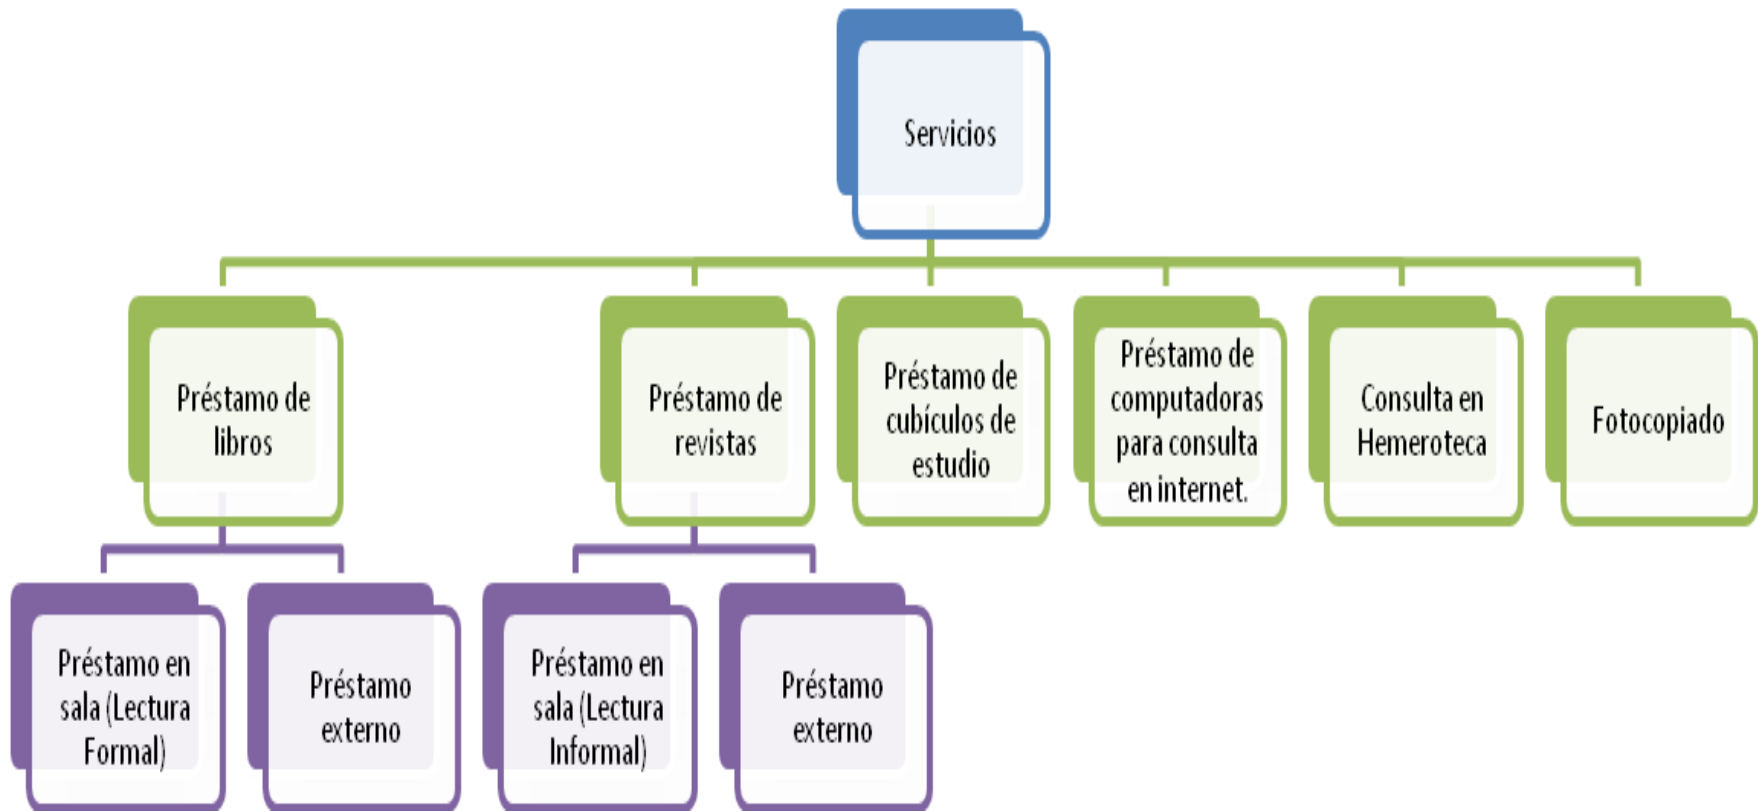 Servicios
Préstamo de
libros
Préstamo de
revistas
Préstamo de
cubículos de
estudio
Préstamo de
computadoras
para consulta
en internet.
Consulta en
Hemeroteca
Fotocopiado
Préstamo en
sala (Lectura
Formal)
Préstamo
externo
Préstamo en
sala (Lectura
Informal)
Préstamo
externo